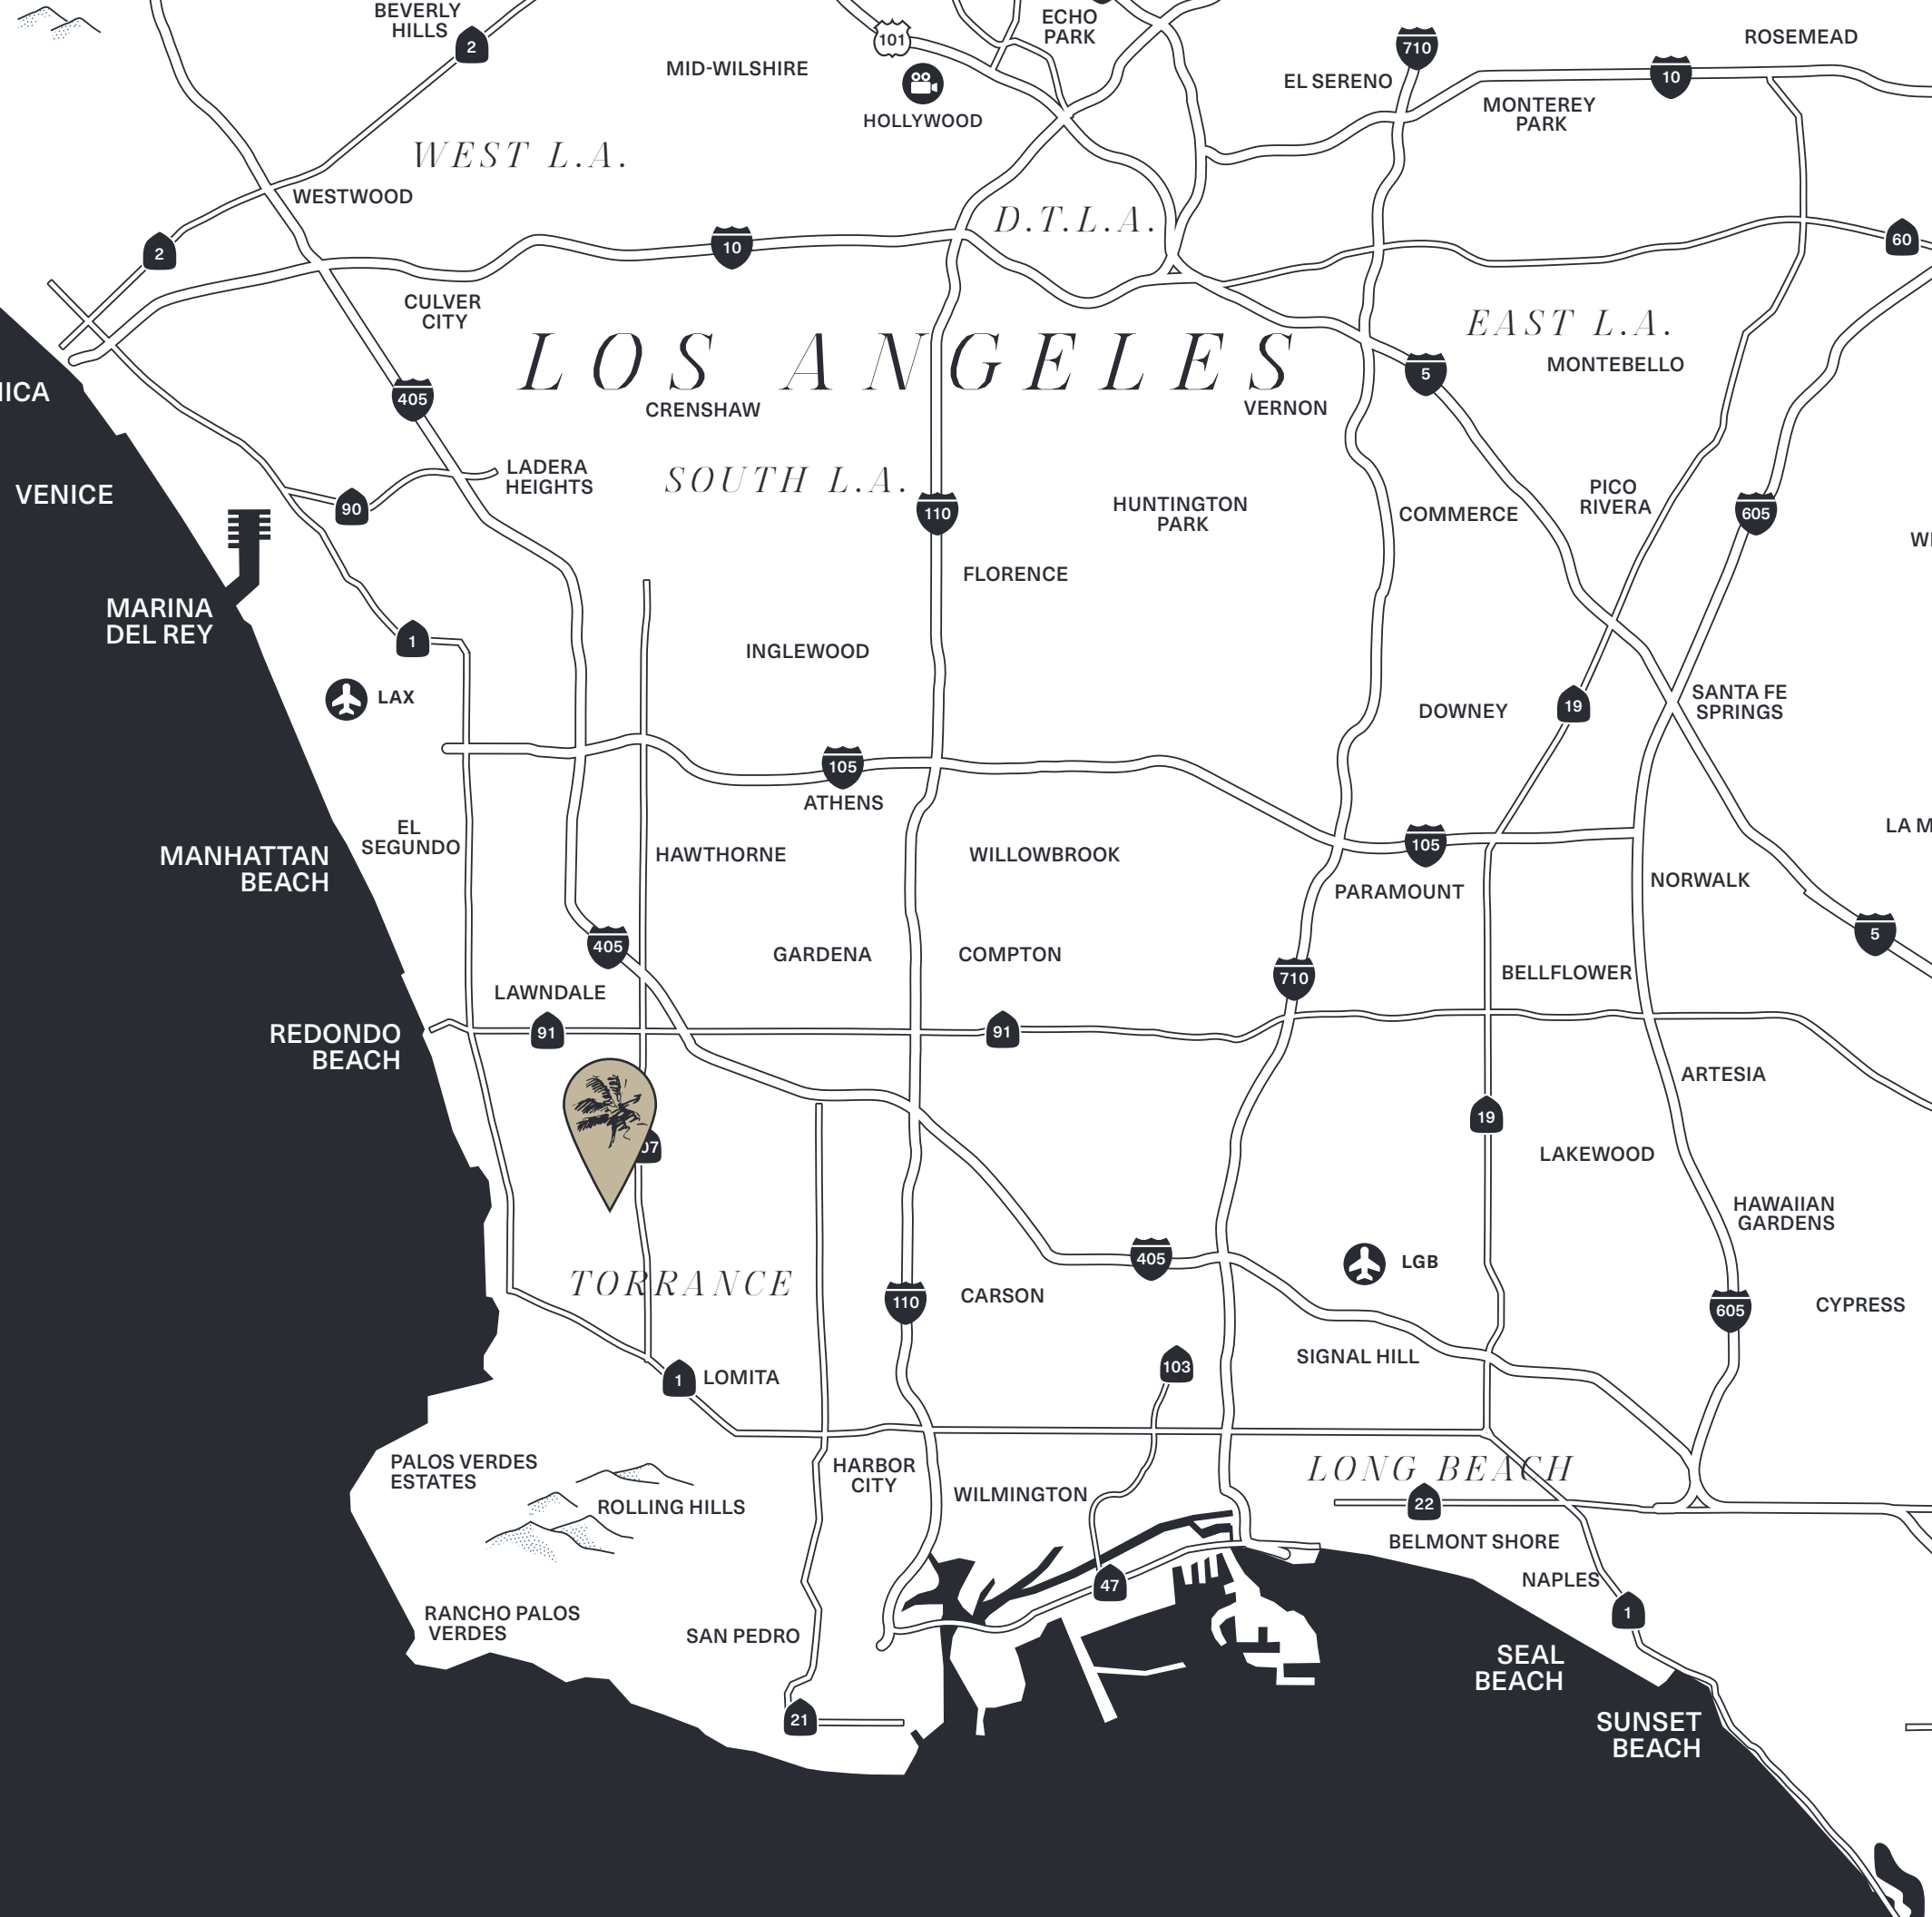 BEVERLY
HILLS
2
101
ECHO
PARK
MID-WILSHIRE
HOLLYWOOD
710
EL SERENO
10
ROSEMEAD
MONTEREY
PARK
WEST L.A.
WESTWOOD
2
10
D.T.L.A.
60
CULVER
CITY
LOS ANGELES
EAST L.A.
MONTEBELLO
5
405
CRENSHAW
VERNON
VENICE
90
LADERA
HEIGHTS
SOUTH L.A.
110
HUNTINGTON
PARK
COMMERCE
PICO
RIVERA
605
FLORENCE
MARINA
DEL REY
1
INGLEWOOD
LAX
DOWNEY
19
SANTA FE
SPRINGS
105
ATHENS
EL
SEGUNDO
MANHATTAN
BEACH
HAWTHORNE
WILLOWBROOK
105
PARAMOUNT
NORWALK
5
405
GARDENA
COMPTON
710
BELLFLOWER
LAWNDALE
REDONDO
BEACH
91
91
ARTESIA
19
LAKEWOOD
HAWAIIAN
GARDENS
TORRANCE
405
LGB
110
CARSON
605
CYPRESS
1
LOMITA
103
SIGNAL HILL
PALOS VERDES
ESTATES
ROLLING HILLS
HARBOR
CITY
WILMINGTON
LONG BEACH
22
BELMONT SHORE
NAPLES
47
1
RANCHO PALOS
VERDES
SAN PEDRO
SEAL
BEACH
21
SUNSET
BEACH